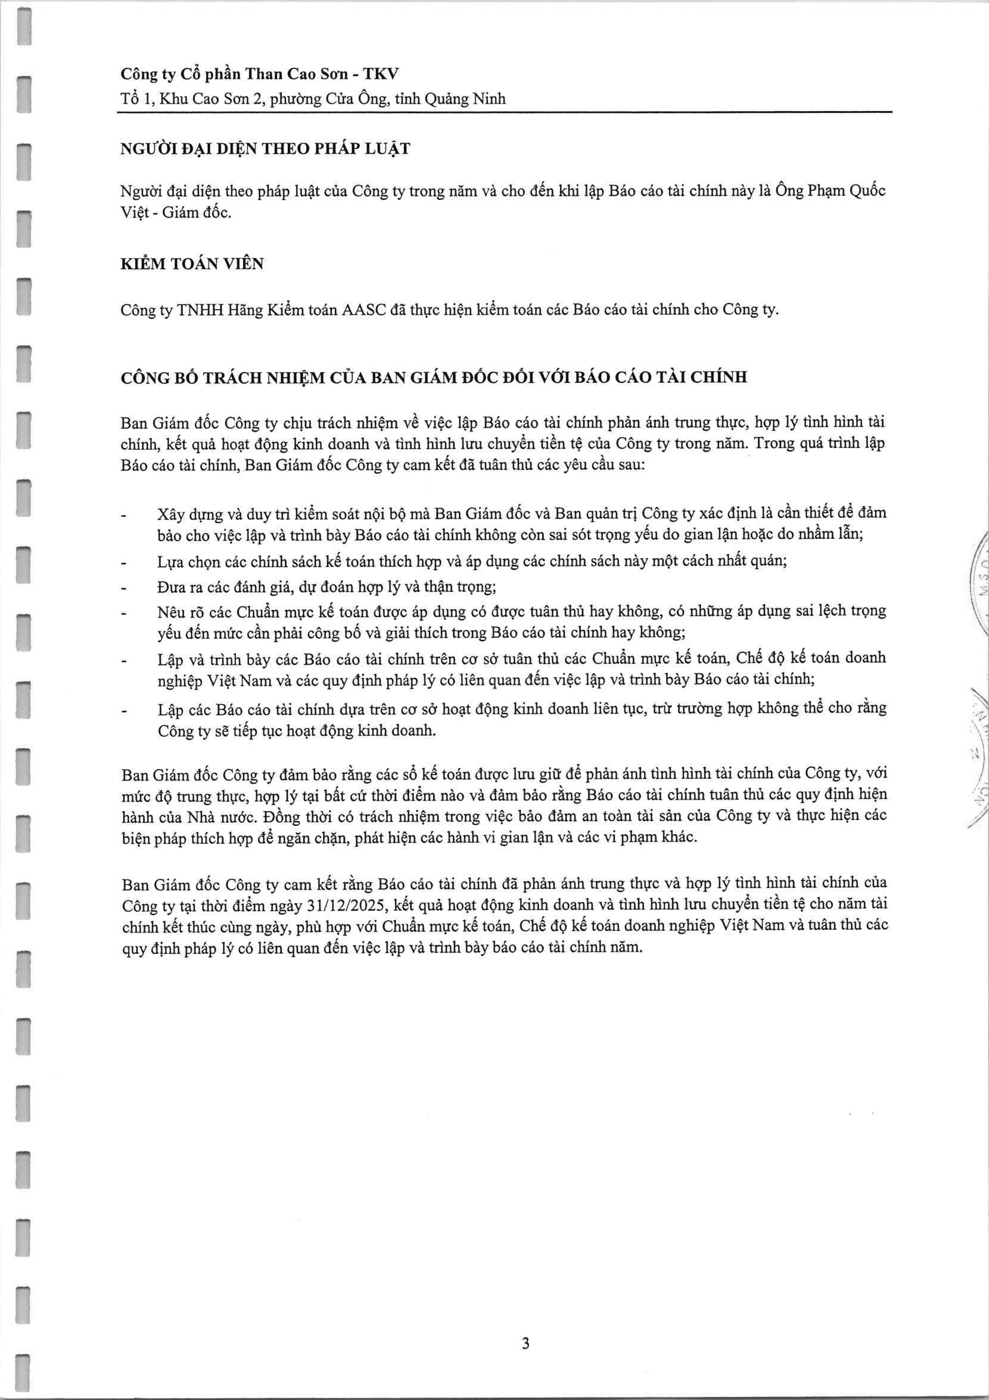 Công ty Cổ phần Than Cao Sơn - TKV
Tổ 1, Khu Cao Sơn 2, phường Cửa Ông, tỉnh Quảng Ninh
NGƯỜI ĐẠI DIỆN THEO PHÁP LUẬT
Người đại diện theo pháp luật của Công ty trong năm và cho đến khi lập Báo cáo tài chính này là Ông Phạm Quốc
Việt - Giám đốc.
KIỂM TOÁN VIÊN
Công ty TNHH Hãng Kiểm toán AASC đã thực hiện kiểm toán các Báo cáo tài chính cho Công ty.
CÔNG BỐ TRÁCH NHIỆM CỦA BAN GIÁM ĐỐC ĐỐI VỚI BÁO CÁO TÀI CHÍNH
Ban Giám đốc Công ty chịu trách nhiệm về việc lập Báo cáo tài chính phản ánh trung thực, hợp lý tình hình tài
chính, kết quả hoạt động kinh doanh và tình hình lưu chuyển tiền tệ của Công ty trong năm. Trong quá trình lập
Báo cáo tài chính, Ban Giám đốc Công ty cam kết đã tuân thủ các yêu cầu sau:
- Xây dựng và duy trì kiểm soát nội bộ mà Ban Giám đốc và Ban quản trị Công ty xác định là cần thiết để đảm
bảo cho việc lập và trình bày Báo cáo tài chính không còn sai sót trọng yếu do gian lận hoặc do nhầm lẫn;
- Lựa chọn các chính sách kế toán thích hợp và áp dụng các chính sách này một cách nhất quán;
- Đưa ra các đánh giá, dự đoán hợp lý và thận trọng;
- Nêu rõ các Chuẩn mực kế toán được áp dụng có được tuân thủ hay không, có những áp dụng sai lệch trọng
yếu đến mức cần phải công bố và giải thích trong Báo cáo tài chính hay không;
- Lập và trình bày các Báo cáo tài chính trên cơ sở tuân thủ các Chuẩn mực kế toán, Chế độ kế toán doanh
nghiệp Việt Nam và các quy định pháp lý có liên quan đến việc lập và trình bày Báo cáo tài chính;
- Lập các Báo cáo tài chính dựa trên cơ sở hoạt động kinh doanh liên tục, trừ trường hợp không thể cho rằng
Công ty sẽ tiếp tục hoạt động kinh doanh.
Ban Giám đốc Công ty đảm bảo rằng các sổ kế toán được lưu giữ để phản ánh tình hình tài chính của Công ty, với
mức độ trung thực, hợp lý tại bất cứ thời điểm nào và đảm bảo rằng Báo cáo tài chính tuân thủ các quy định hiện
hành của Nhà nước. Đồng thời có trách nhiệm trong việc bảo đảm an toàn tài sản của Công ty và thực hiện các
biện pháp thích hợp để ngăn chặn, phát hiện các hành vi gian lận và các vi phạm khác.
Ban Giám đốc Công ty cam kết rằng Báo cáo tài chính đã phản ánh trung thực và hợp lý tình hình tài chính của
Công ty tại thời điểm ngày 31/12/2025, kết quả hoạt động kinh doanh và tình hình lưu chuyển tiền tệ cho năm tài
chính kết thúc cùng ngày, phù hợp với Chuẩn mực kế toán, Chế độ kế toán doanh nghiệp Việt Nam và tuân thủ các
quy định pháp lý có liên quan đến việc lập và trình bày báo cáo tài chính năm.
3